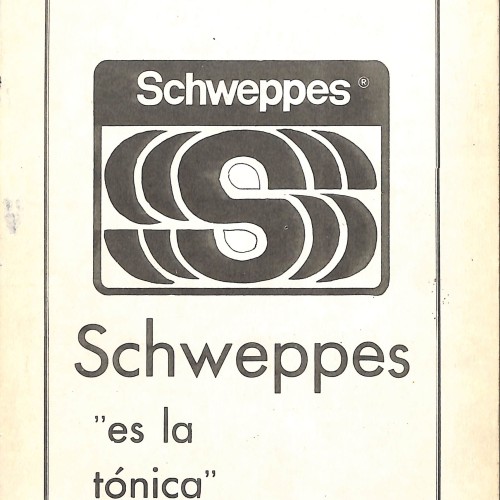 Schweppes ®
Schweppes
"es la
tónica"